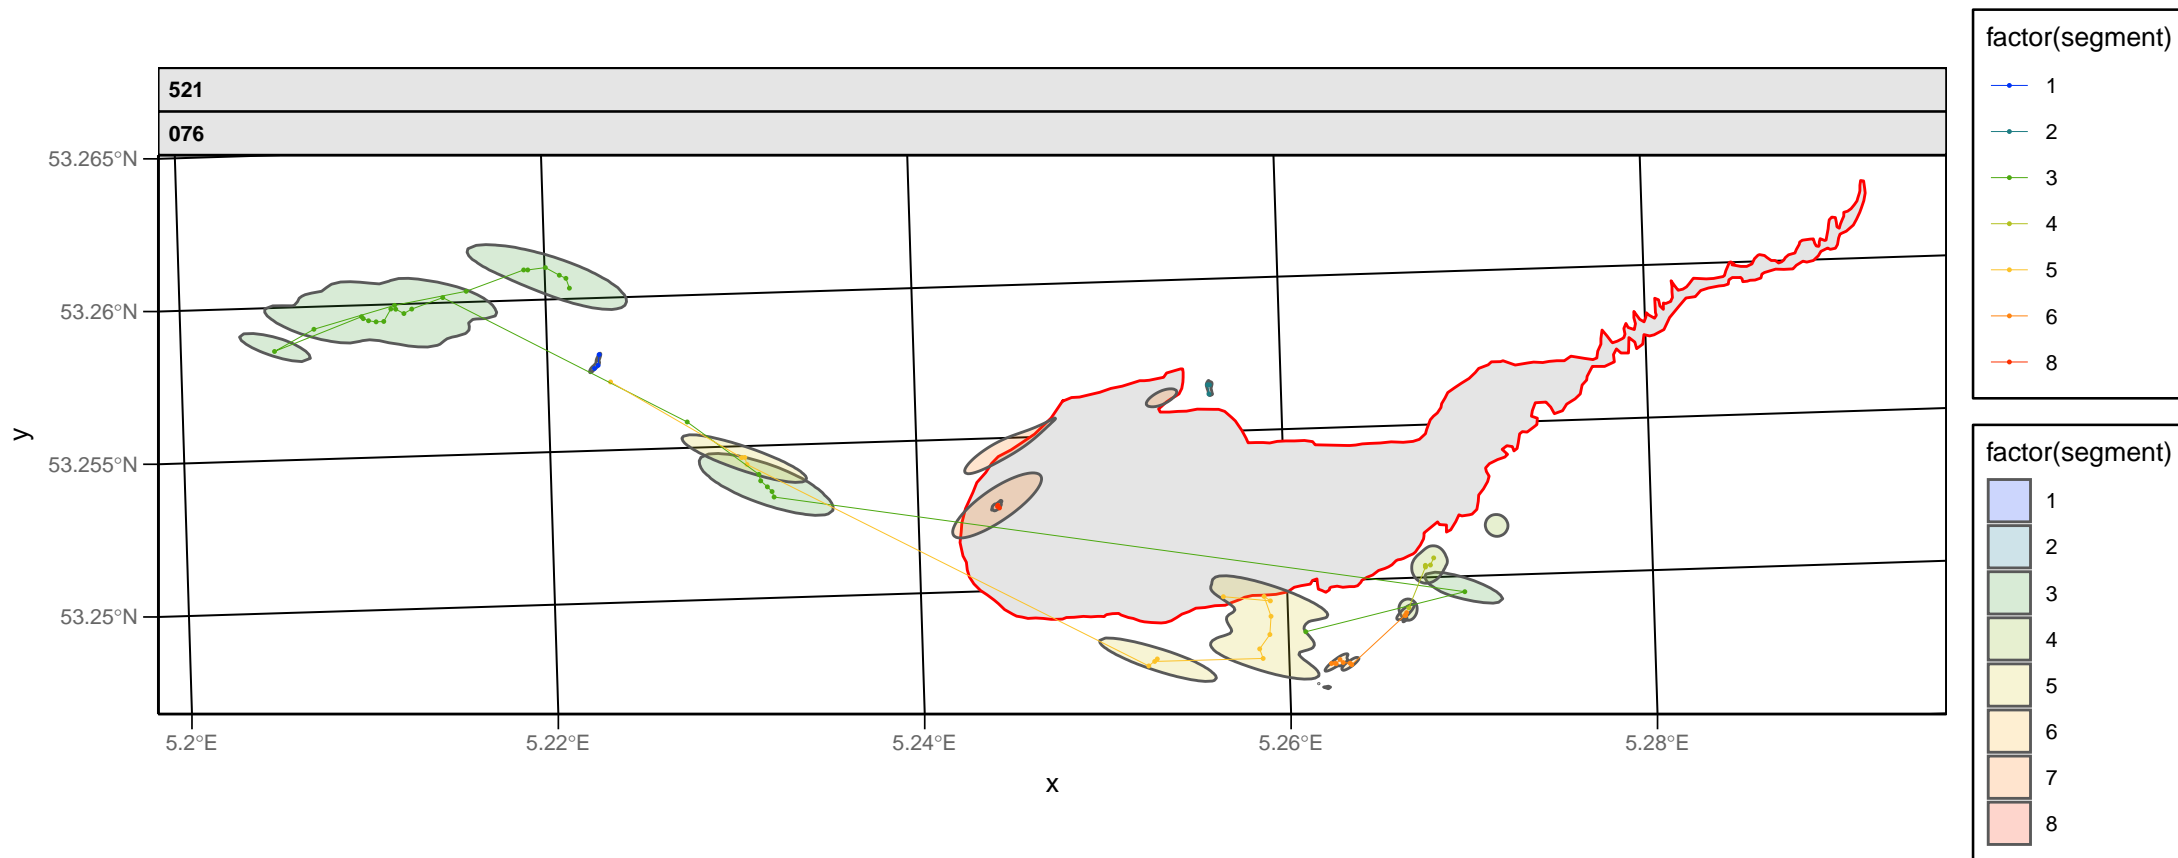 521
076
53.265°N
53.26°N
53.255°N
53.25°N
y
5.2°E
5.22°E
5.24°E
5.26°E
5.28°E
x
factor(segment)
1
2
3
4
5
6
8
factor(segment)
1
2
3
4
5
6
7
8